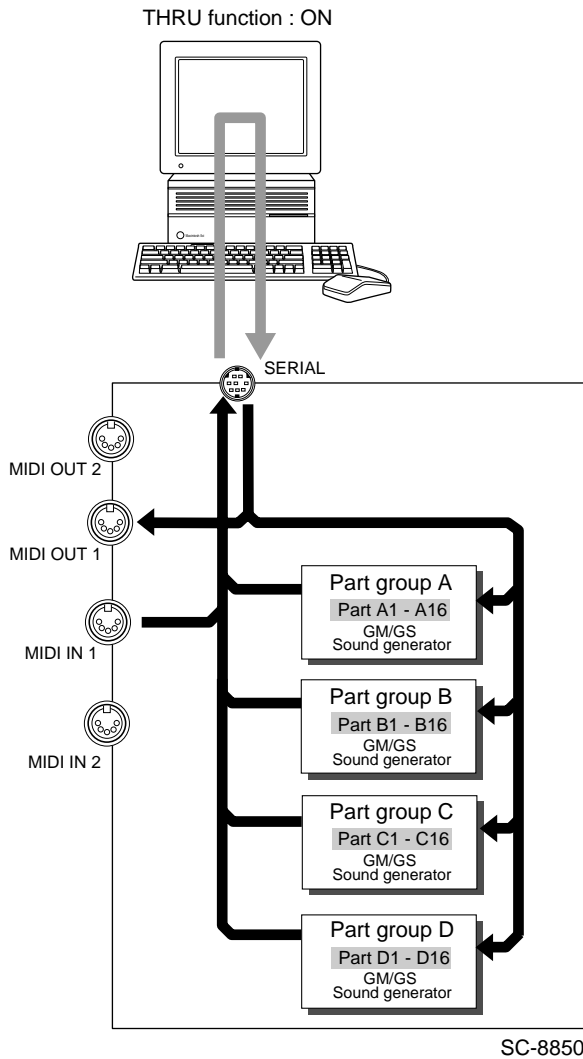 THRU function : ON
SERIAL
MIDI OUT 2
MIDI OUT 1
MIDI IN 1
MIDI IN 2
Part group A
Part A1 - A16
GM/GS
Sound generator
Part group B
Part B1 - B16
GM/GS
Sound generator
Part group C
Part C1 - C16
GM/GS
Sound generator
Part group D
Part D1 - D16
GM/GS
Sound generator
SC-8850